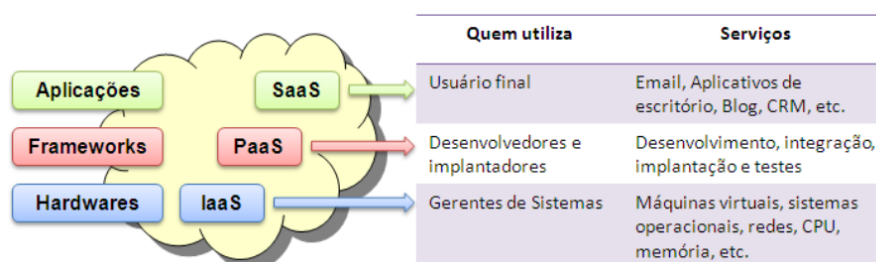 Quem utiliza Serviços
Aplicações SaaS Usuário final Email, Aplicativos de
escritório, Blog, CRM, etc.
Frameworks PaaS Desenvolvedores e Desenvolvimento, integração,
implantadores implantação e testes
Hardwares IaaS Gerentes de Sistemas Máquinas virtuais, sistemas
operacionais, redes, CPU,
memória, etc.